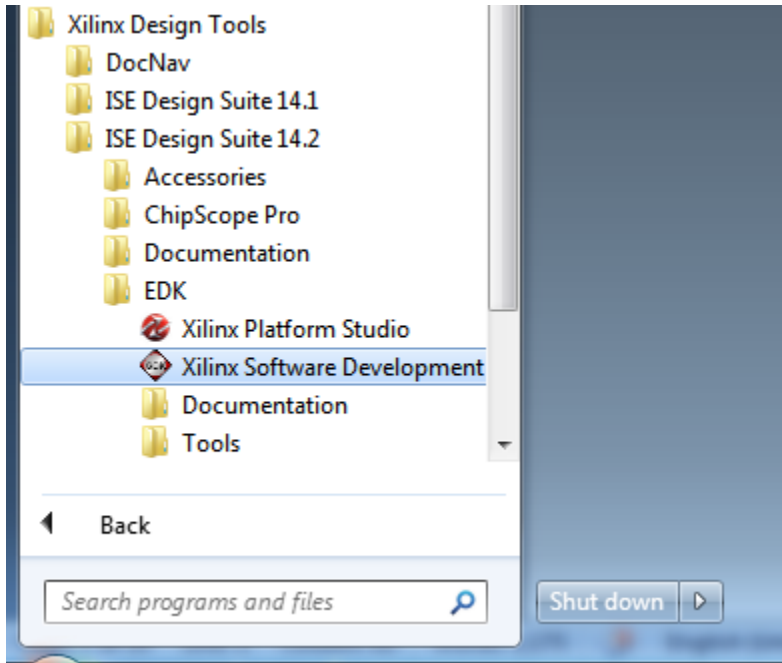 Xilinx Design Tools
DocNav
ISE Design Suite 14.1
ISE Design Suite 14.2
Accessories
ChipScope Pro
Documentation
EDK
Xilinx Platform Studio
Xilinx Software Development
Documentation
Tools
Back
Search programs and files
Shut down